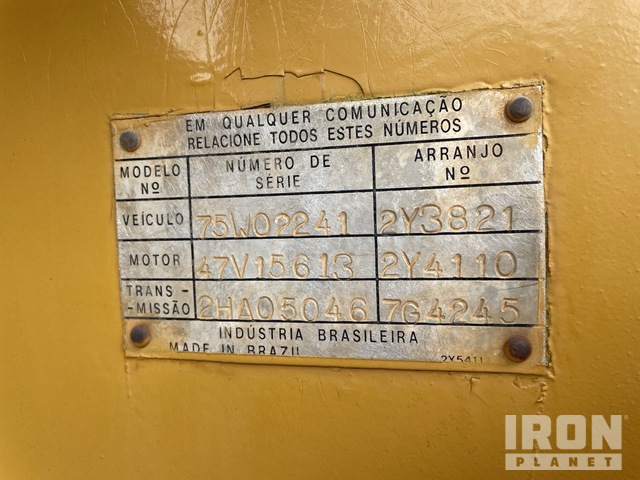 EM QUALQUER COMUNICAÇÃO
RELACIONE TODOS ESTES NÚMEROS
MODELO Nº NÚMERO DE SÉRIE ARRANJO Nº
VEÍCULO 75W02241 2Y3821
MOTOR 47V15613 2Y4110
TRANS--MISSÃO 2HA05046 7G4245
INDÚSTRIA BRASILEIRA
MADE IN BRAZIL 2Y5411
IRON
PLANET